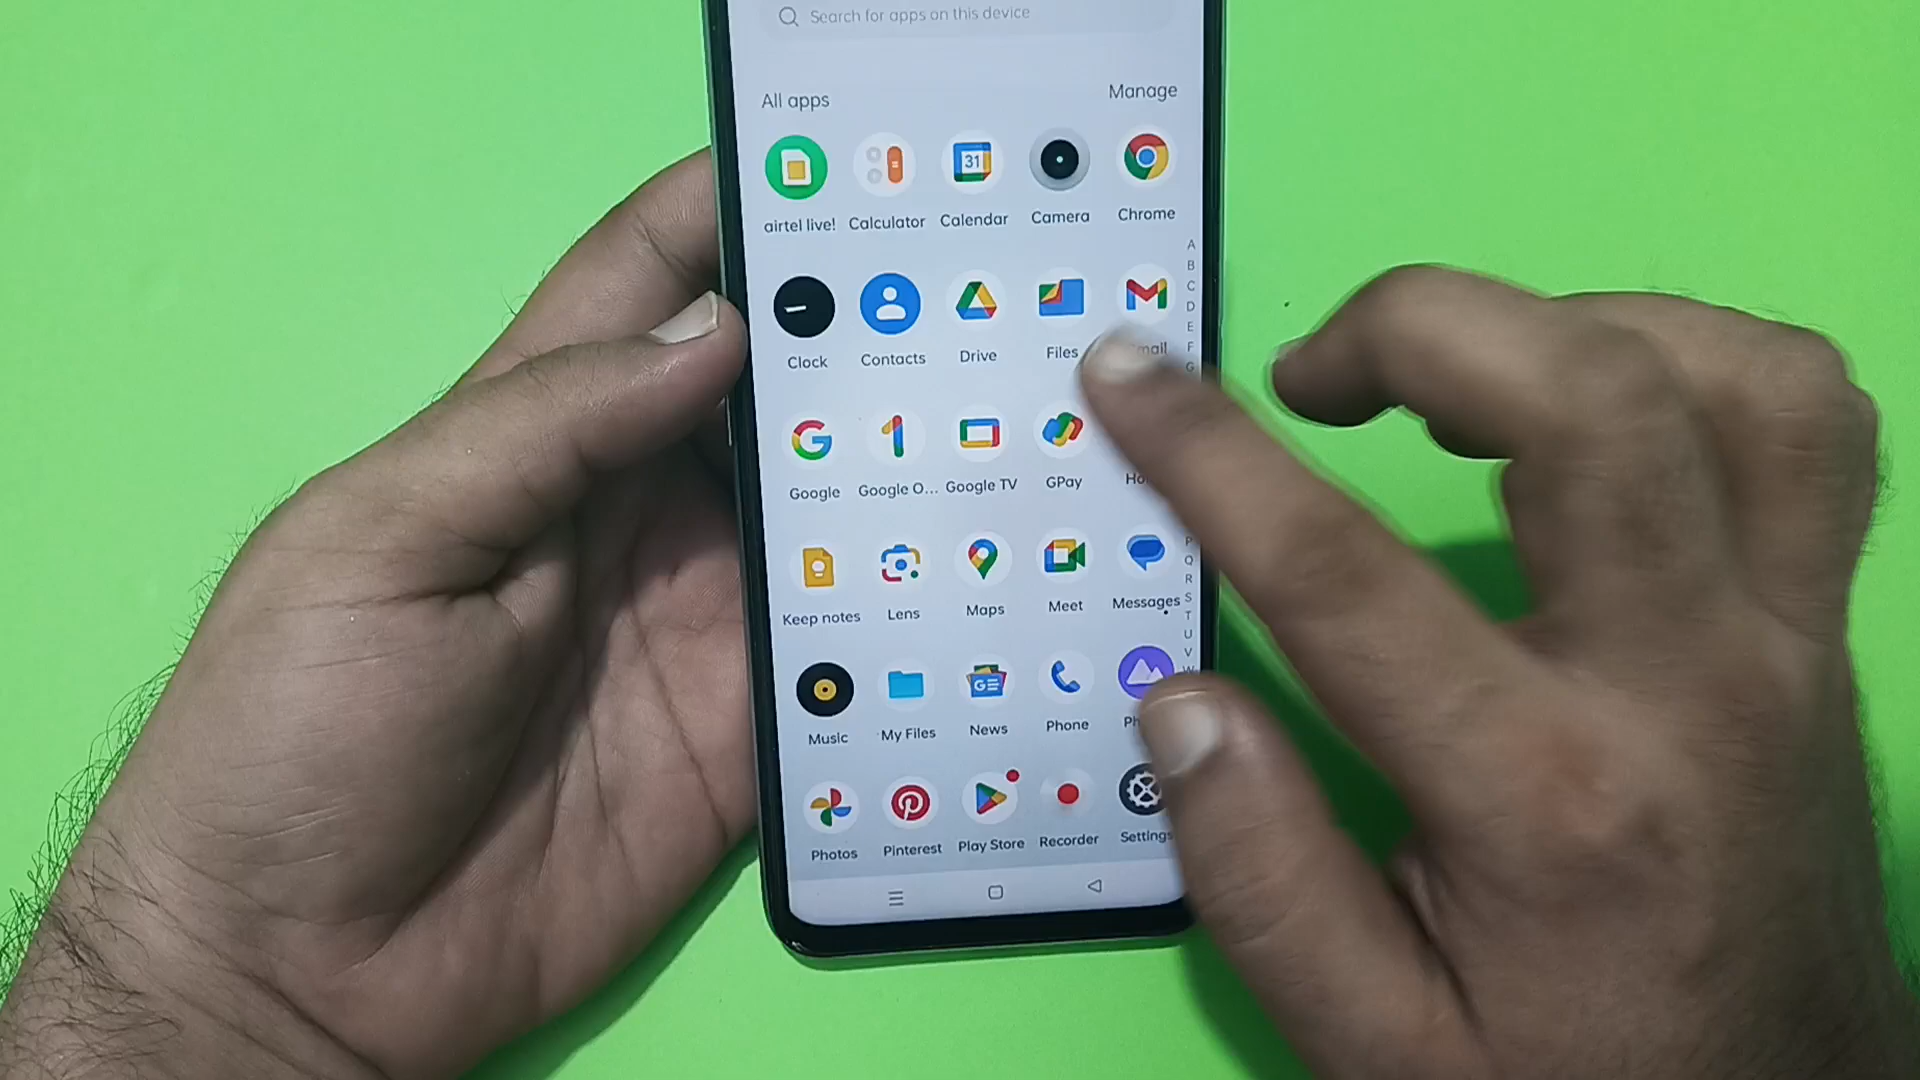 Search for apps on this device
All apps
Manage
airtel live!
Calculator
31
Calendar
Camera
Chrome
Clock
Contacts
Drive
Files
Google
Google O...
Google TV
GPay
Keep notes
Lens
Maps
Meet
Messages
Music
My Files
GE
News
Phone
Photos
Pinterest
Play Store
Recorder
Settings
A
B
C
D
E
F
G
P
Q
R
S
T
U
V
W